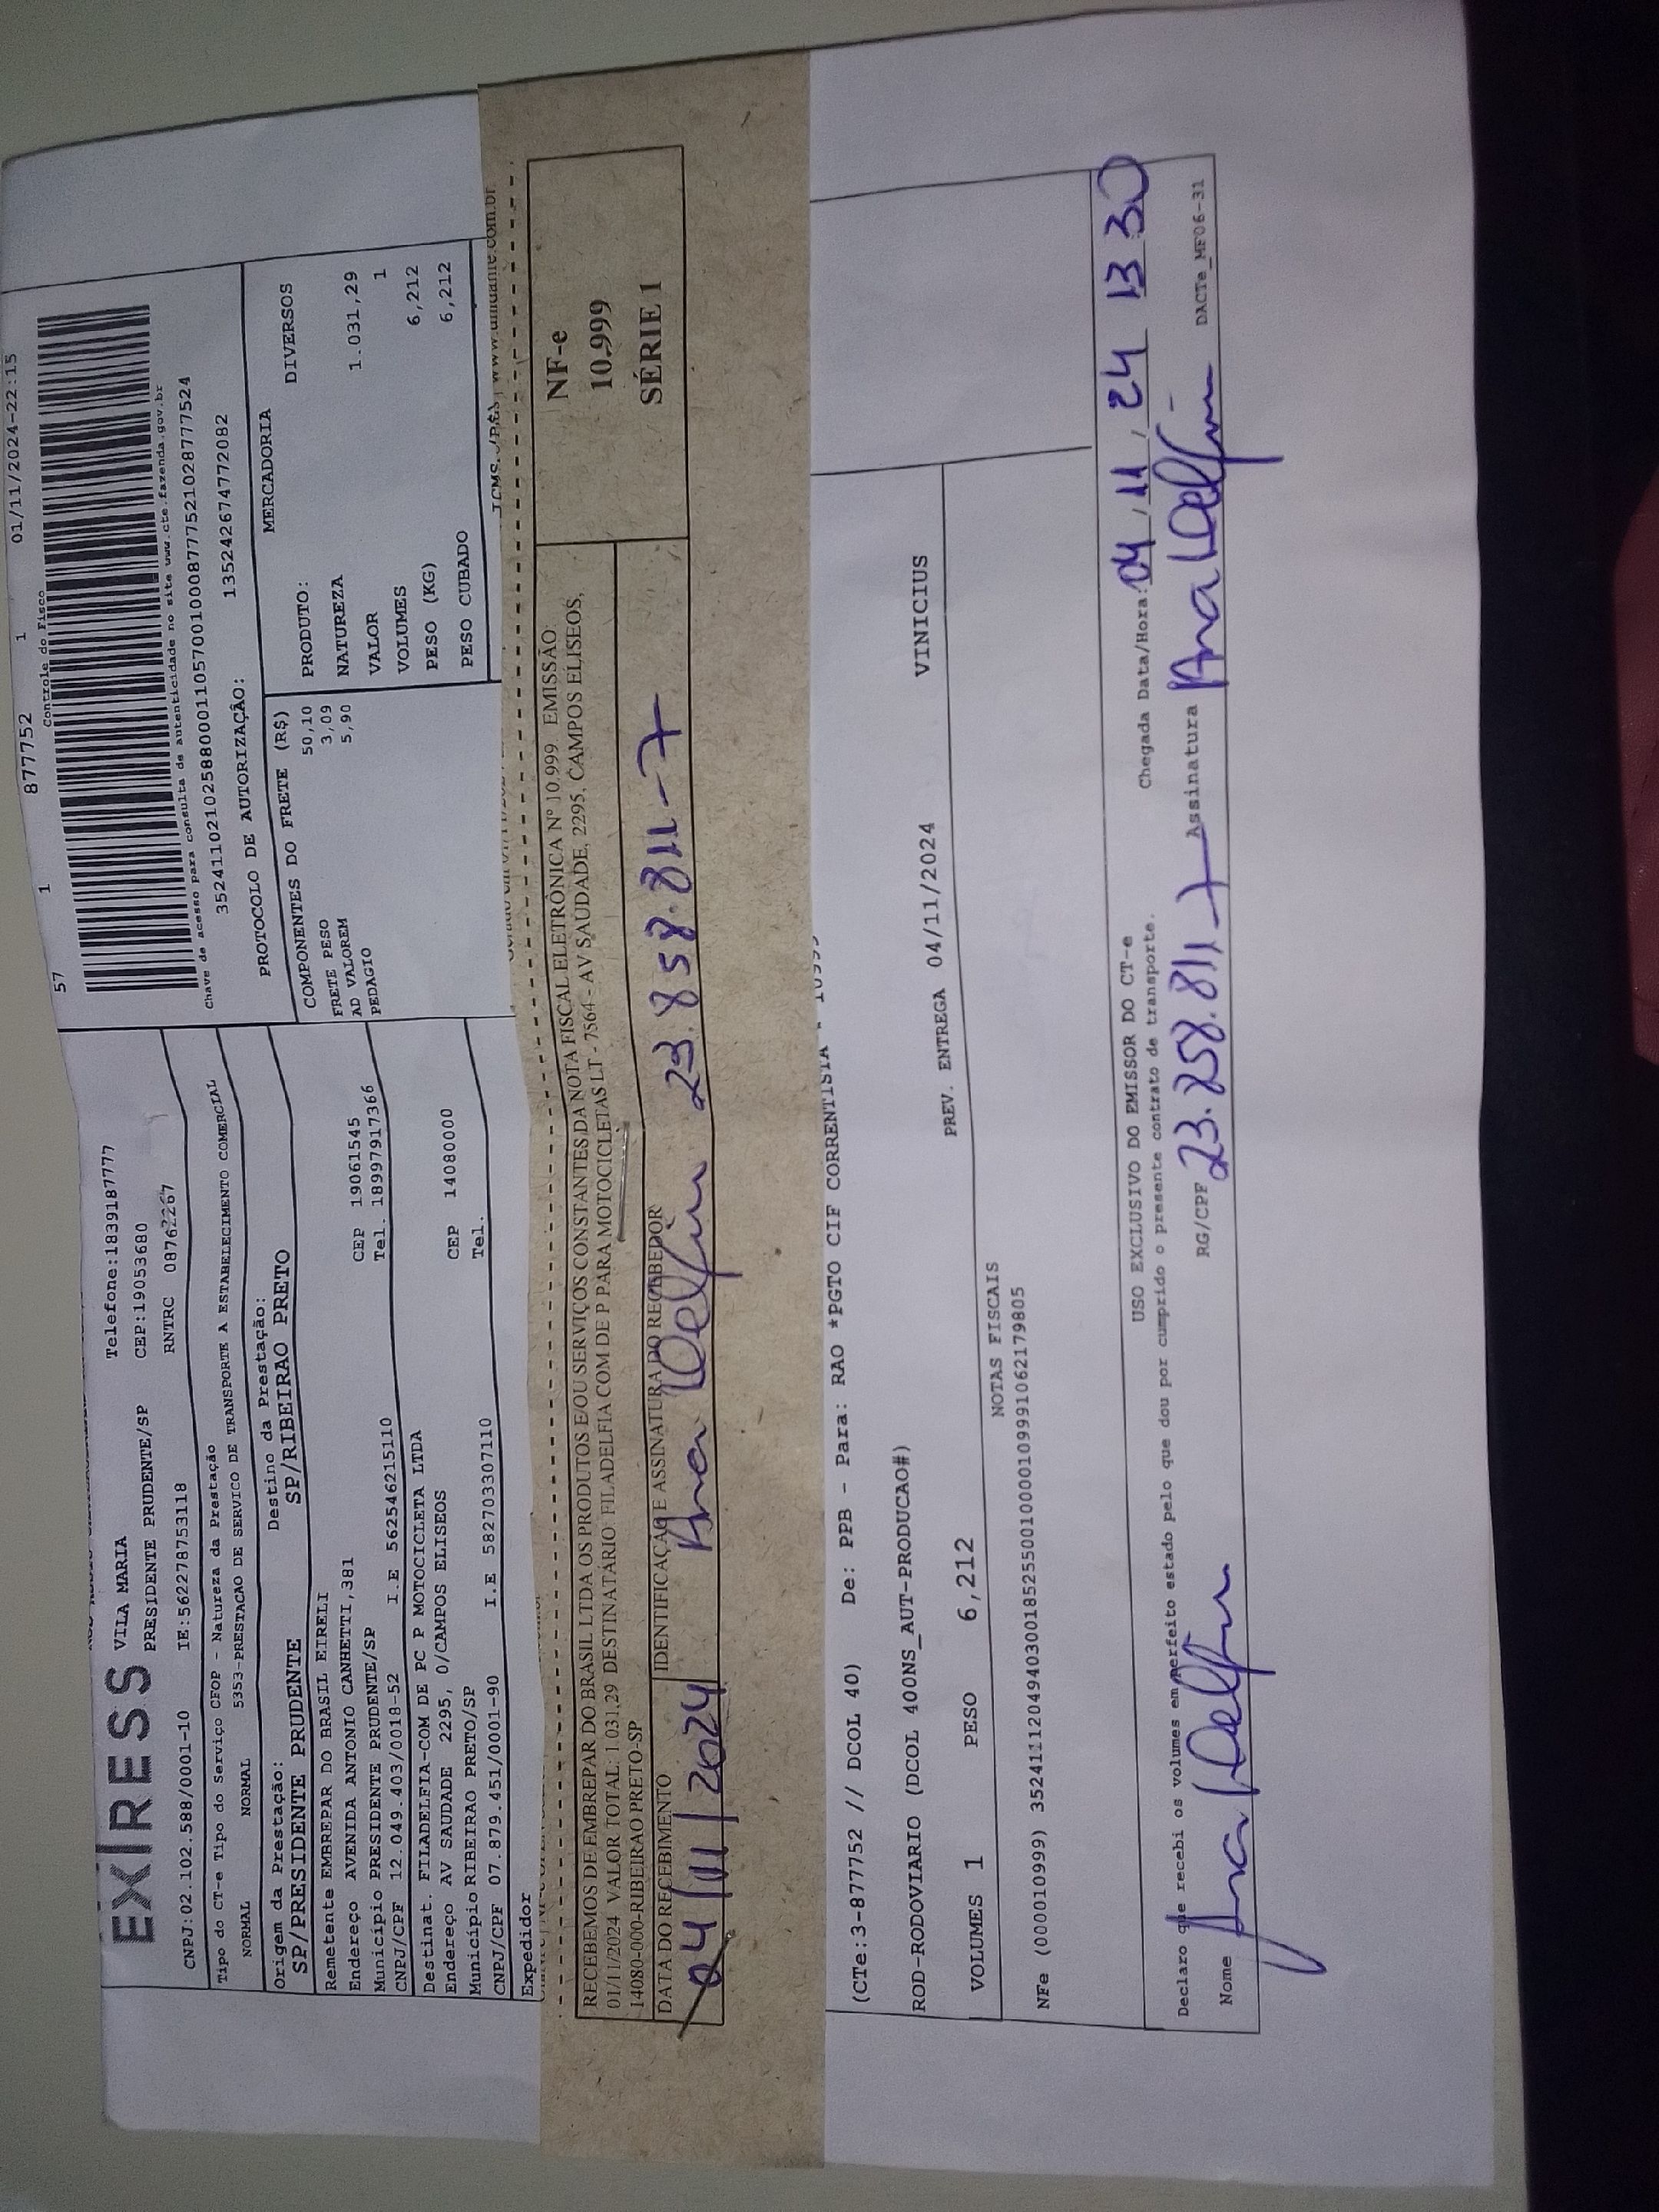 57 1 877752 1 01/11/2024-22:15
Controle do Fisco
EX RESS VILA MARIA Telefone:1839187777
PRESIDENTE PRUDENTE/SP CEP:19053680
CNPJ:02.102.588/0001-10 IE:562278753118 RNTRC 08762267
Chave de acesso para consulta de autenticidade no site www.cte.fazenda.gov.br
35241102102588000110570010008777521028777524
PROTOCOLO DE AUTORIZAÇÃO: 135242674772082
Tipo do CT-e Tipo do Serviço CFOP - Natureza da Prestação
NORMAL NORMAL 5353-PRESTACAO DE SERVICO DE TRANSPORTE A ESTABELECIMENTO COMERCIAL
Origem da Prestação: Destino da Prestação:
SP/PRESIDENTE PRUDENTE SP/RIBEIRAO PRETO
Remetente EMBREPAR DO BRASIL EIRELI
Endereço AVENIDA ANTONIO CANHETTI,381 CEP 19061545
Município PRESIDENTE PRUDENTE/SP Tel. 18997917366
CNPJ/CPF 12.049.403/0018-52 I.E 562546215110
Destinat. FILADELFIA-COM DE PC P MOTOCICLETA LTDA
Endereço AV SAUDADE 2295, 0/CAMPOS ELISEOS CEP 14080000
Município RIBEIRAO PRETO/SP Tel.
CNPJ/CPF 07.879.451/0001-90 I.E 582703307110
Expedidor
COMPONENTES DO FRETE (R$)
FRETE PESO 50,10
AD VALOREM 3,09
PEDAGIO 5,90
MERCADORIA
PRODUTO: DIVERSOS
NATUREZA
VALOR 1.031,29
VOLUMES 1
PESO (KG) 6,212
PESO CUBADO 6,212
RECEBEMOS DE EMBREPAR DO BRASIL LTDA OS PRODUTOS E/OU SERVIÇOS CONSTANTES DA NOTA FISCAL ELETRÔNICA Nº 10.999. EMISSÃO:
01/11/2024 VALOR TOTAL: 1.031,29 DESTINATÁRIO: FILADELFIA COM DE P PARA MOTOCICLETAS LT - 7564 - AV SAUDADE, 2295, CAMPOS ELISEOS,
14080-000-RIBEIRAO PRETO-SP
DATA DO RECEBIMENTO IDENTIFICAÇÃO E ASSINATURA DO RECEBEDOR
04/11/2024 Ana Delfin 23.858.811-7
NF-e
10.999
SÉRIE 1
(CTe:3-877752 // DCOL 40) De: PPB - Para: RAO *PGTO CIF CORRENTISTA
ROD-RODOVIARIO (DCOL 400NS_AUT-PRODUCAO#) VINICIUS
VOLUMES 1 PESO 6,212 PREV. ENTREGA 04/11/2024
NOTAS FISCAIS
NFe (000010999) 35241112049403001852550010000109991062179805
USO EXCLUSIVO DO EMISSOR DO CT-e
Declaro que recebi os volumes em perfeito estado pelo que dou por cumprido o presente contrato de transporte. Chegada Data/Hora: 04/11/24 13 30
Nome Ana Delfin RG/CPF 23.258.811-7 Assinatura Ana Delfin
DACTe_MF06-31